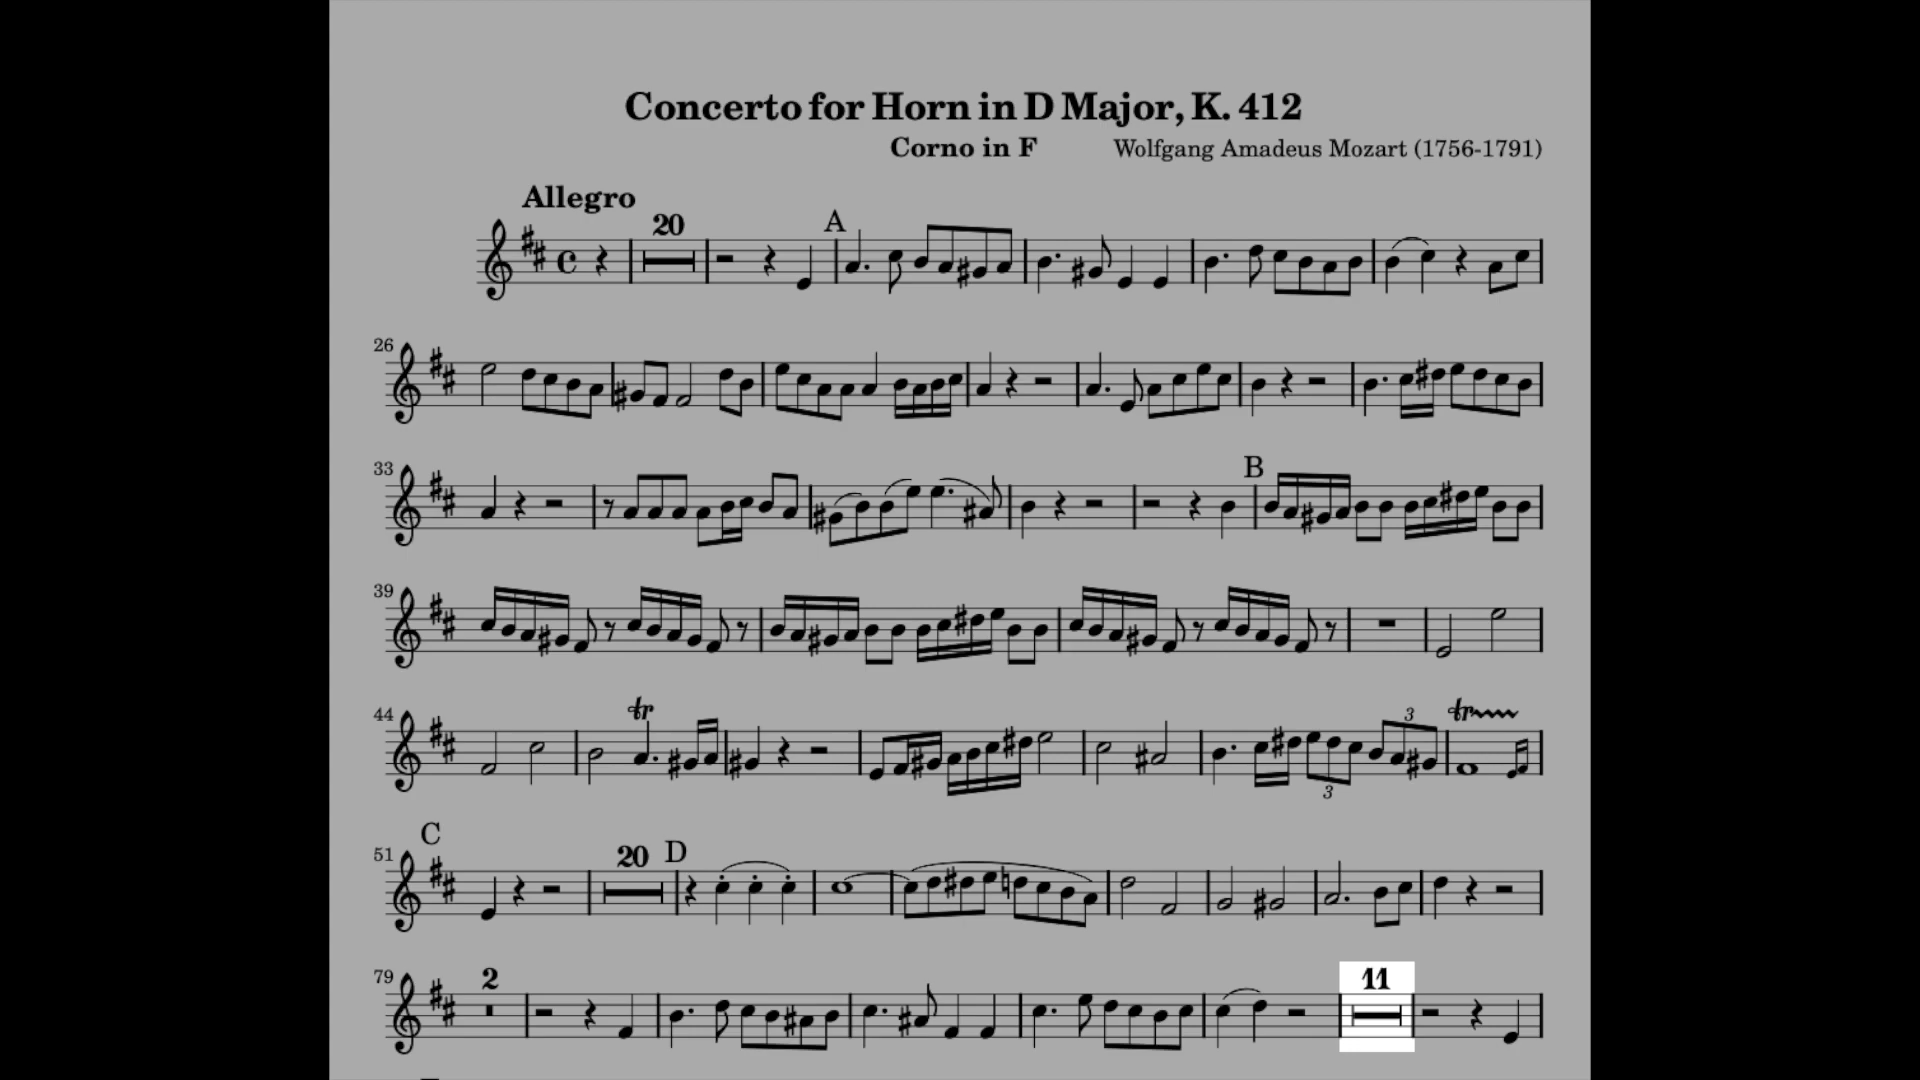 Concerto for Horn in D Major, K. 412
Corno in F Wolfgang Amadeus Mozart (1756-1791)
Allegro
20 A
26
33 B
39
44 tr 3 3 tr
C
51 20 D
79 2 11